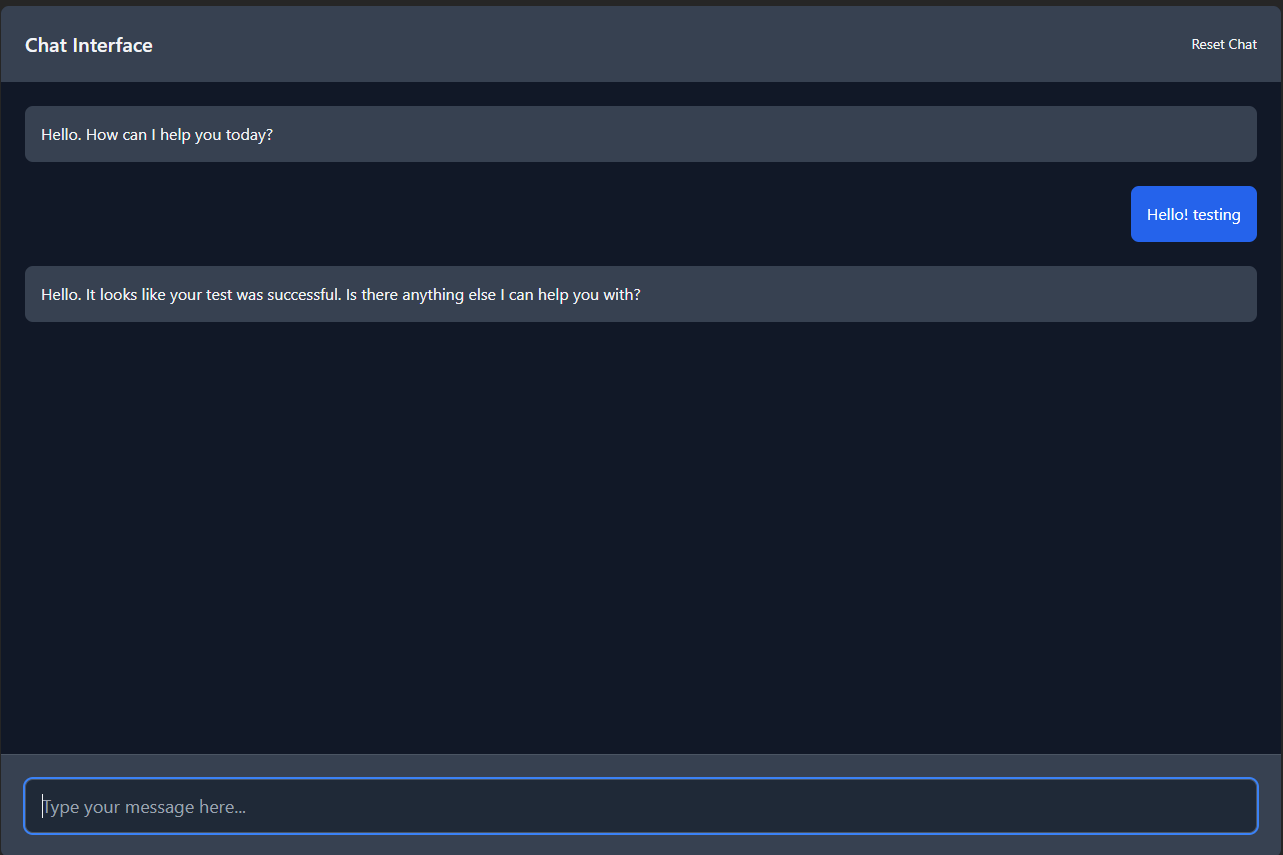 Chat Interface
Reset Chat
Hello. How can I help you today?
Hello! testing
Hello. It looks like your test was successful. Is there anything else I can help you with?
Type your message here...